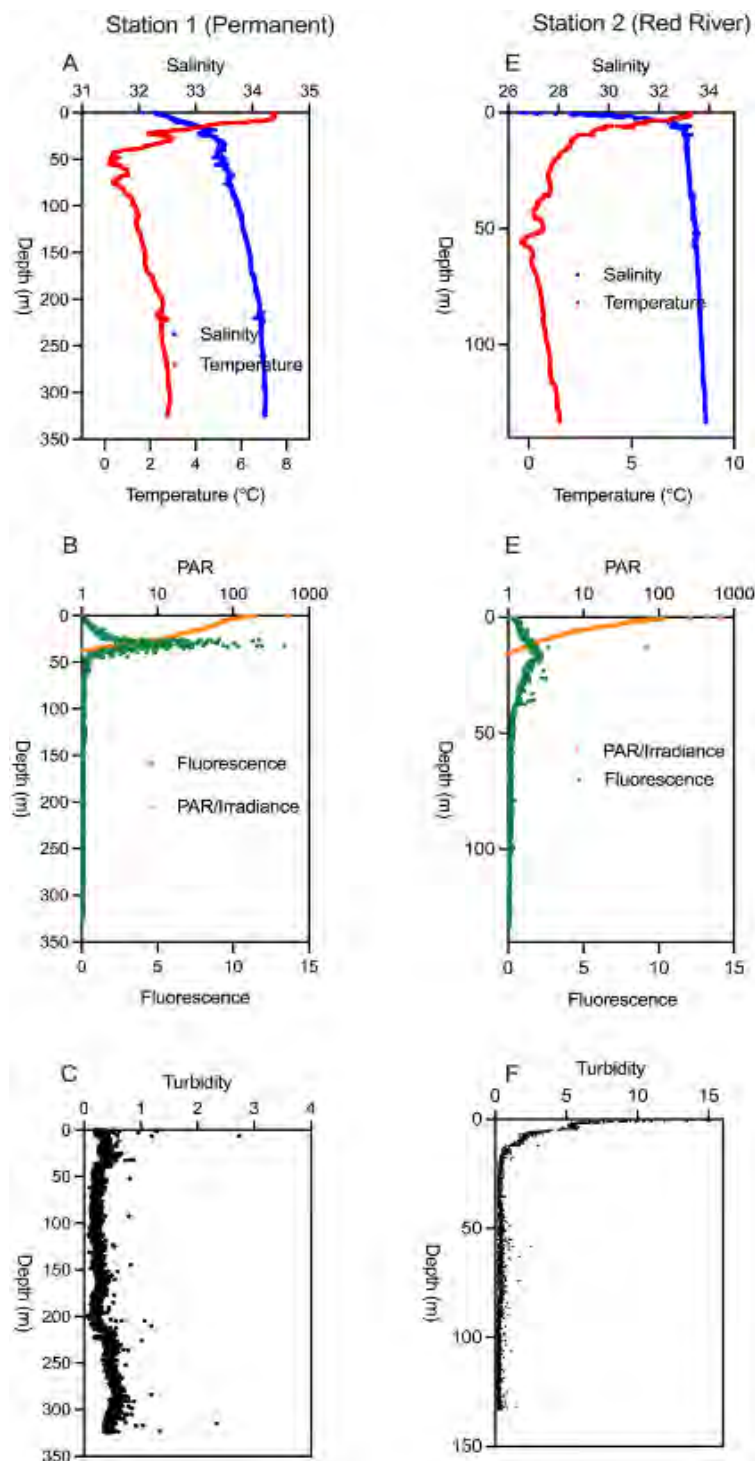 Station 1 (Permanent)
Station 2 (Red River)
A
Salinity
31 32 33 34 35
0
50
100
150
200
250
300
350
Depth (m)
Salinity
Temperature
0 2 4 6 8
Temperature (°C)
E
Salinity
26 28 30 32 34
0
50
100
Depth (m)
Salinity
Temperature
0 5 10
Temperature (°C)
B
PAR
1 10 100 1000
0
50
100
150
200
250
300
350
Depth (m)
Fluorescence
PAR/Irradiance
0 5 10 15
Fluorescence
E
PAR
1 10 100 1000
0
50
100
Depth (m)
PAR/Irradiance
Fluorescence
0 5 10 15
Fluorescence
C
Turbidity
0 1 2 3 4
0
50
100
150
200
250
300
350
Depth (m)
F
Turbidity
0 5 10 15
0
50
100
150
Depth (m)